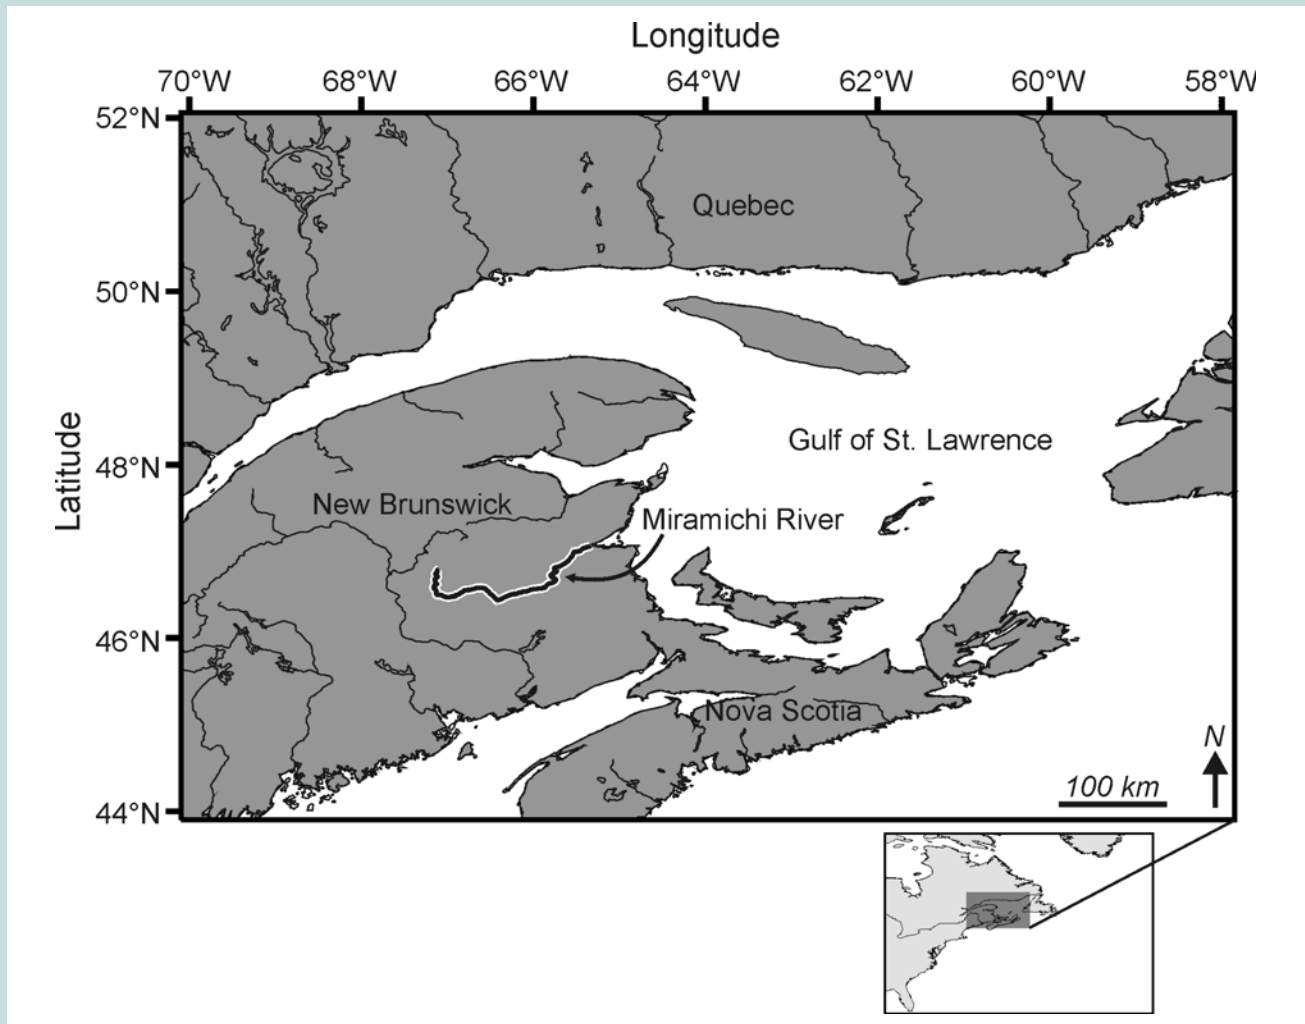 Longitude
70°W 68°W 66°W 64°W 62°W 60°W 58°W
52°N
Quebec
50°N
Gulf of St. Lawrence
Latitude
48°N
New Brunswick
Miramichi River
46°N
Nova Scotia
N
100 km
44°N